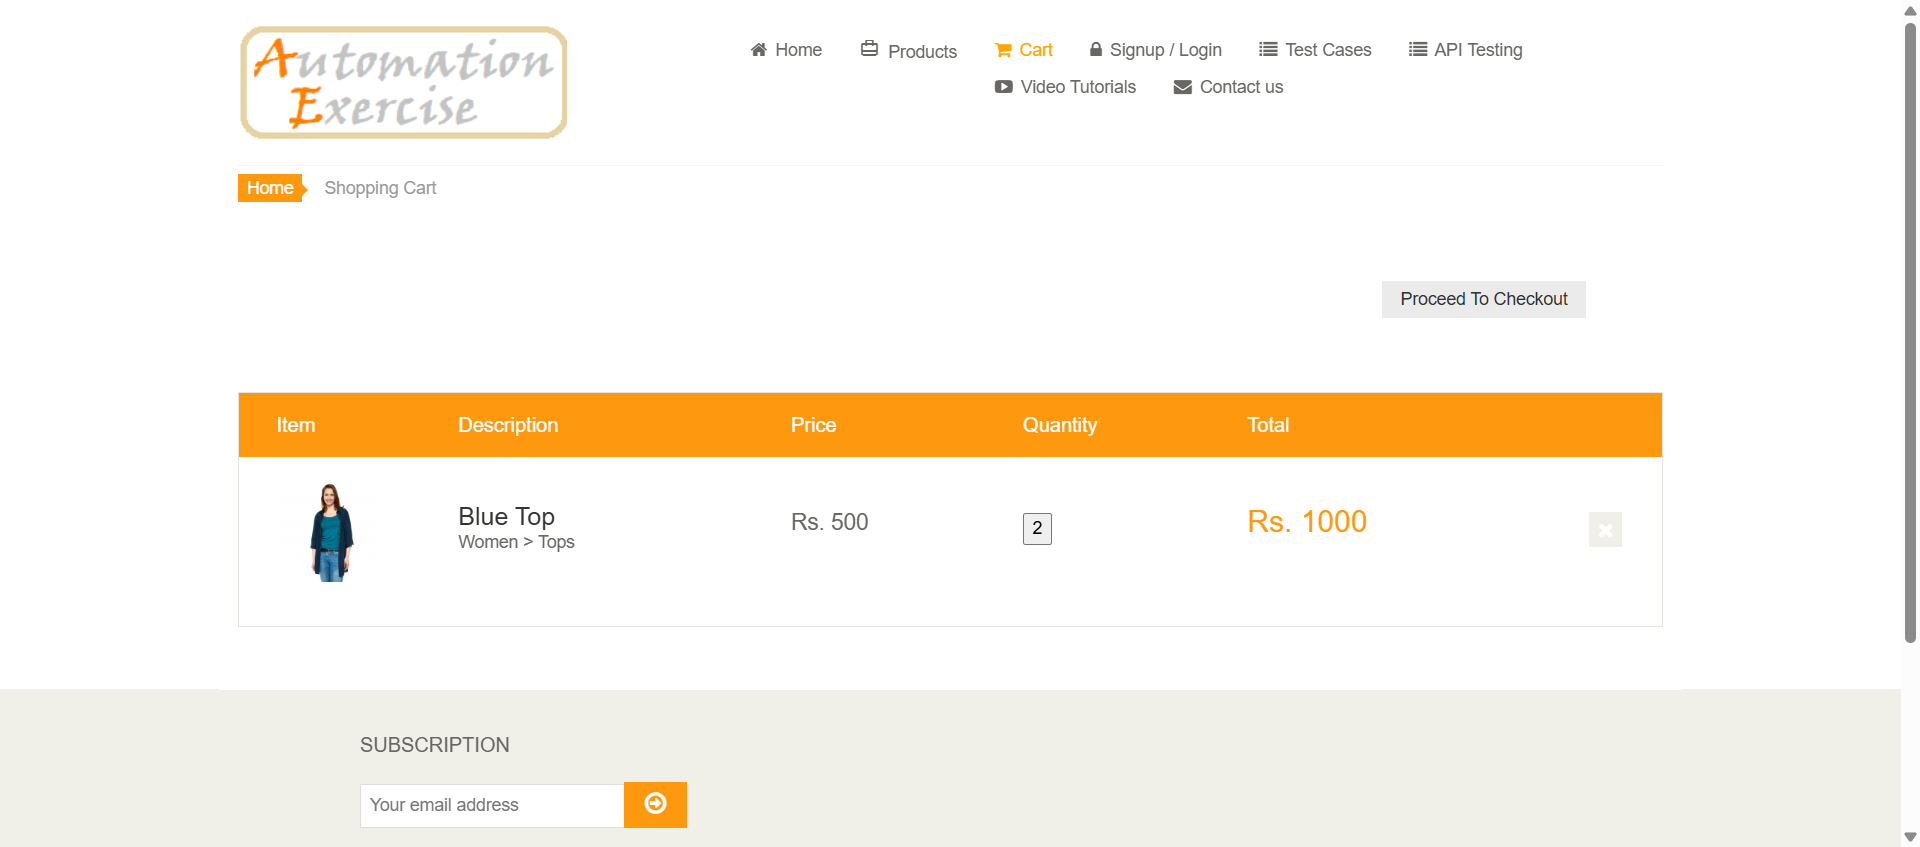 Automation
Exercise
Home
Products
Cart
Signup / Login
Test Cases
API Testing
Video Tutorials
Contact us
Home
Shopping Cart
Proceed To Checkout
Item Description Price Quantity Total
Blue Top
Women > Tops
Rs. 500
2
Rs. 1000
SUBSCRIPTION
Your email address